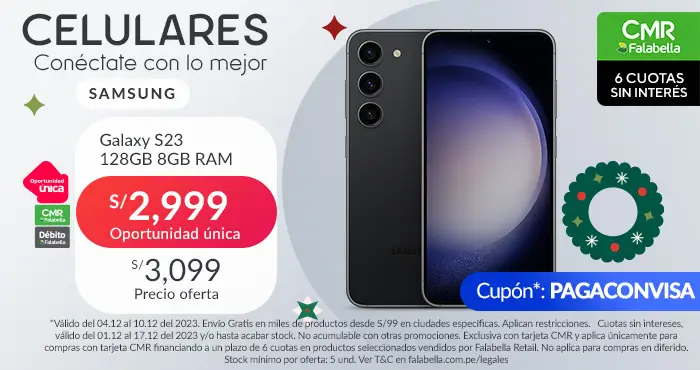 CELULARES
Conéctate con lo mejor
SAMSUNG
Galaxy S23
128GB 8GB RAM
Oportunidad
única
CMR
Falabella
Débito
Falabella
S/2,999
Oportunidad única
S/3,099
Precio oferta
SAMSUNG
CMR
Falabella
6 CUOTAS
SIN INTERÉS
Cupón*: PAGACONVISA
*Válido del 04.12 al 10.12 del 2023. Envío Gratis en miles de productos desde S/99 en ciudades específicas. Aplican restricciones. Cuotas sin intereses,
válido del 01.12 al 17.12 del 2023 y/o hasta acabar stock. No acumulable con otras promociones. Exclusiva con tarjeta CMR y aplica únicamente para
compras con tarjeta CMR financiando a un plazo de 6 cuotas en productos seleccionados vendidos por Falabella Retail. No aplica para compras en diferido.
Stock mínimo por oferta: 5 und. Ver T&C en falabella.com.pe/legales